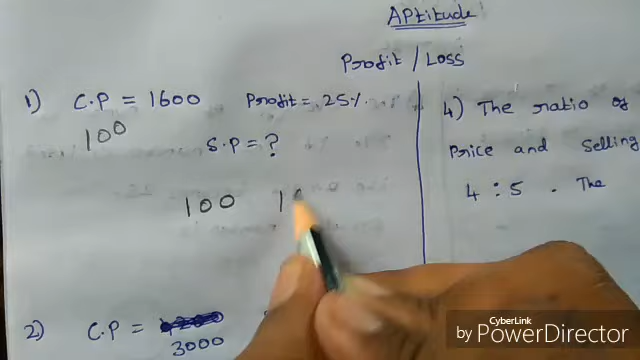 Aptitude
Profit / Loss
1) C.P = 1600 Profit = 25%.
100
S.P = ?
100 10
2) C.P =
3000
4) The ratio of
Price and Selling
4 : 5 . The
CyberLink
by PowerDirector